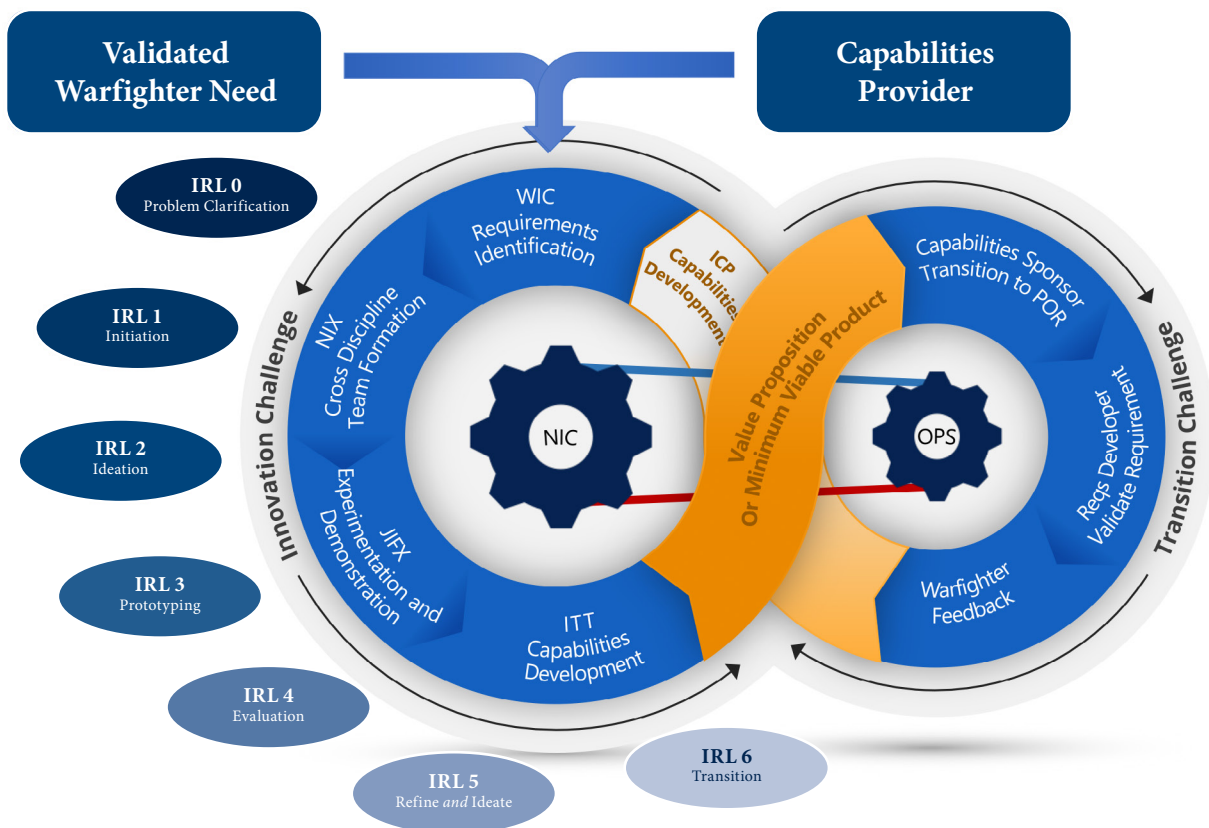 Validated
Warfighter Need
Capabilities
Provider
IRL 0
Problem Clarification
IRL 1
Initiation
IRL 2
Ideation
IRL 3
Prototyping
IRL 4
Evaluation
IRL 5
Refine and Ideate
IRL 6
Transition
Innovation Challenge
WIC
Requirements
Identification
NIX
Cross Discipline
Team Formation
JIFX
Experimentation and
Demonstration
ITT
Capabilities
Development
ICP
Capabilities
Development
NIC
Value Proposition
Or Minimum Viable Product
OPS
Capabilities Sponsor
Transition to POR
Reqs Developer
Validate Requirement
Warfighter
Feedback
Transition Challenge